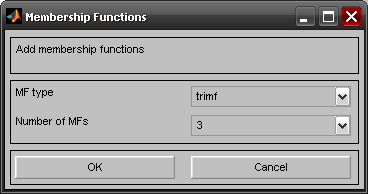 Membership Functions
Add membership functions
MF type
trimf
Number of MFs
3
OK
Cancel